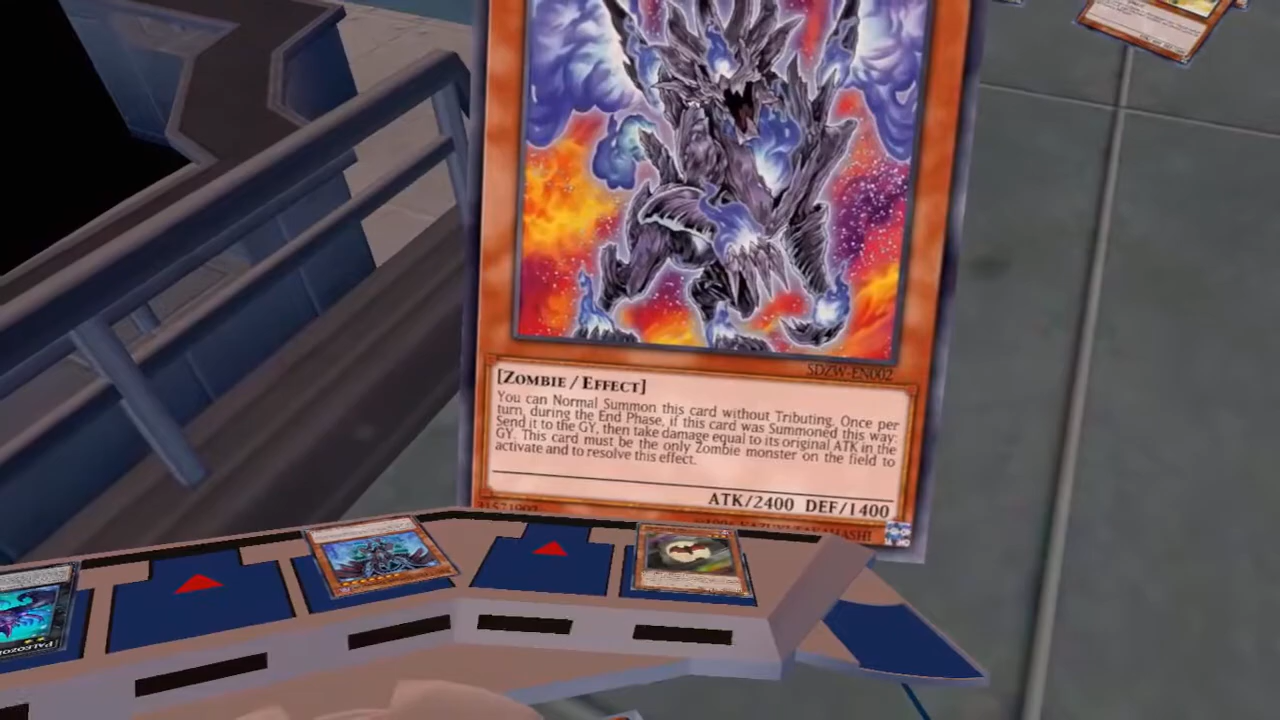 SDZW-EN002
[ZOMBIE / EFFECT]
You can Normal Summon this card without Tributing. Once per
turn, during the End Phase, if this card was Summoned this way:
Send it to the GY, then take damage equal to its original ATK in the
GY. This card must be the only Zombie monster on the field to
activate and to resolve this effect.
ATK/2400 DEF/1400